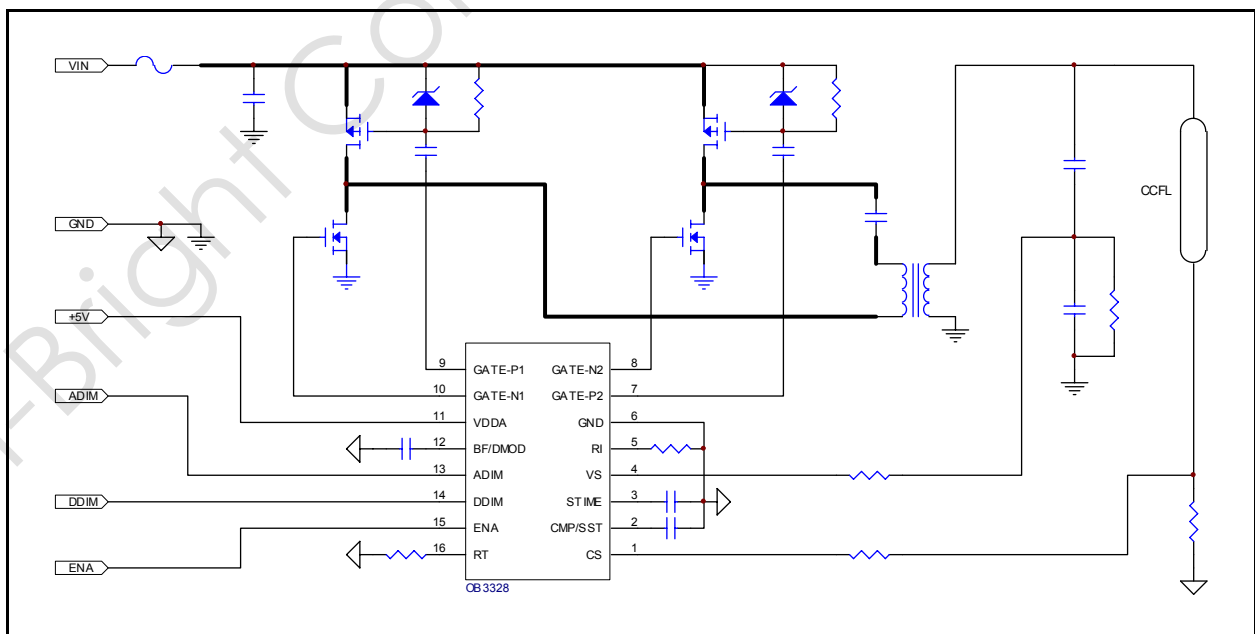 VIN
GND
+5V
ADIM
DDIM
ENA
CCFL
9 GATE-P1 GATE-N2 8
10 GATE-N1 GATE-P2 7
11 VDDA GND 6
12 BF/DMOD RI 5
13 ADIM VS 4
14 DDIM STIME 3
15 ENA CMP/SST 2
16 RT CS 1
OB3328
-Bright Co